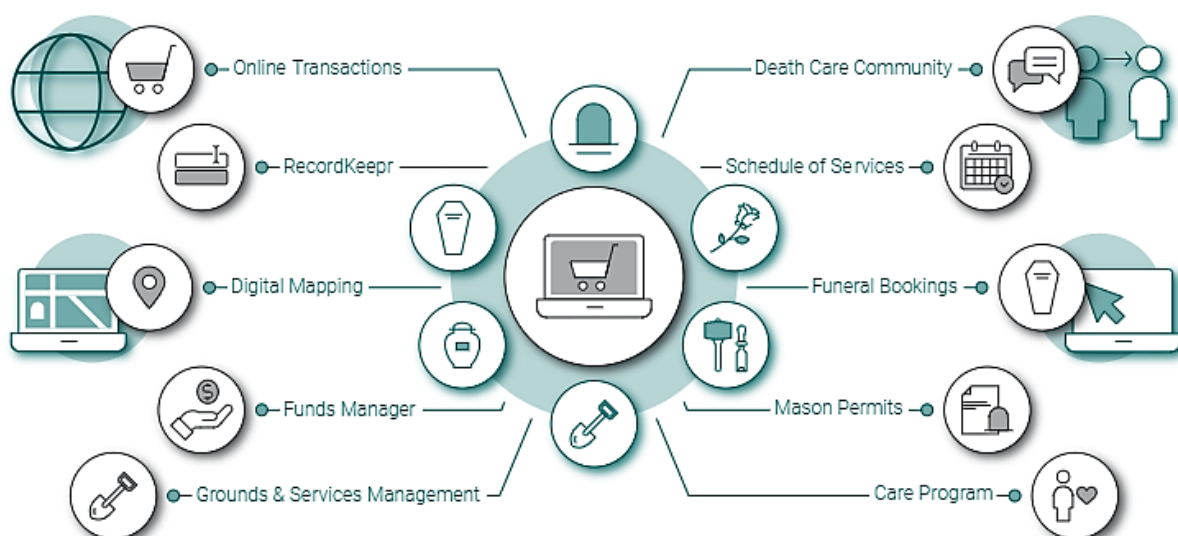 Online Transactions
Death Care Community
RecordKeepr
Schedule of Services
Digital Mapping
Funeral Bookings
Funds Manager
Mason Permits
Grounds & Services Management
Care Program